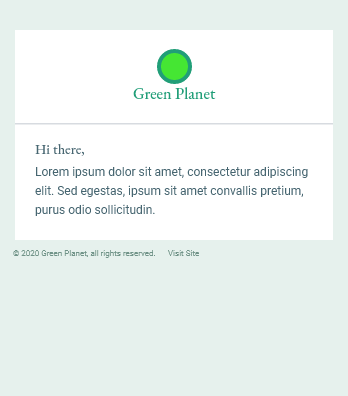 Green Planet
Hi there,
Lorem ipsum dolor sit amet, consectetur adipiscing
elit. Sed egestas, ipsum sit amet convallis pretium,
purus odio sollicitudin.
© 2020 Green Planet, all rights reserved. Visit Site